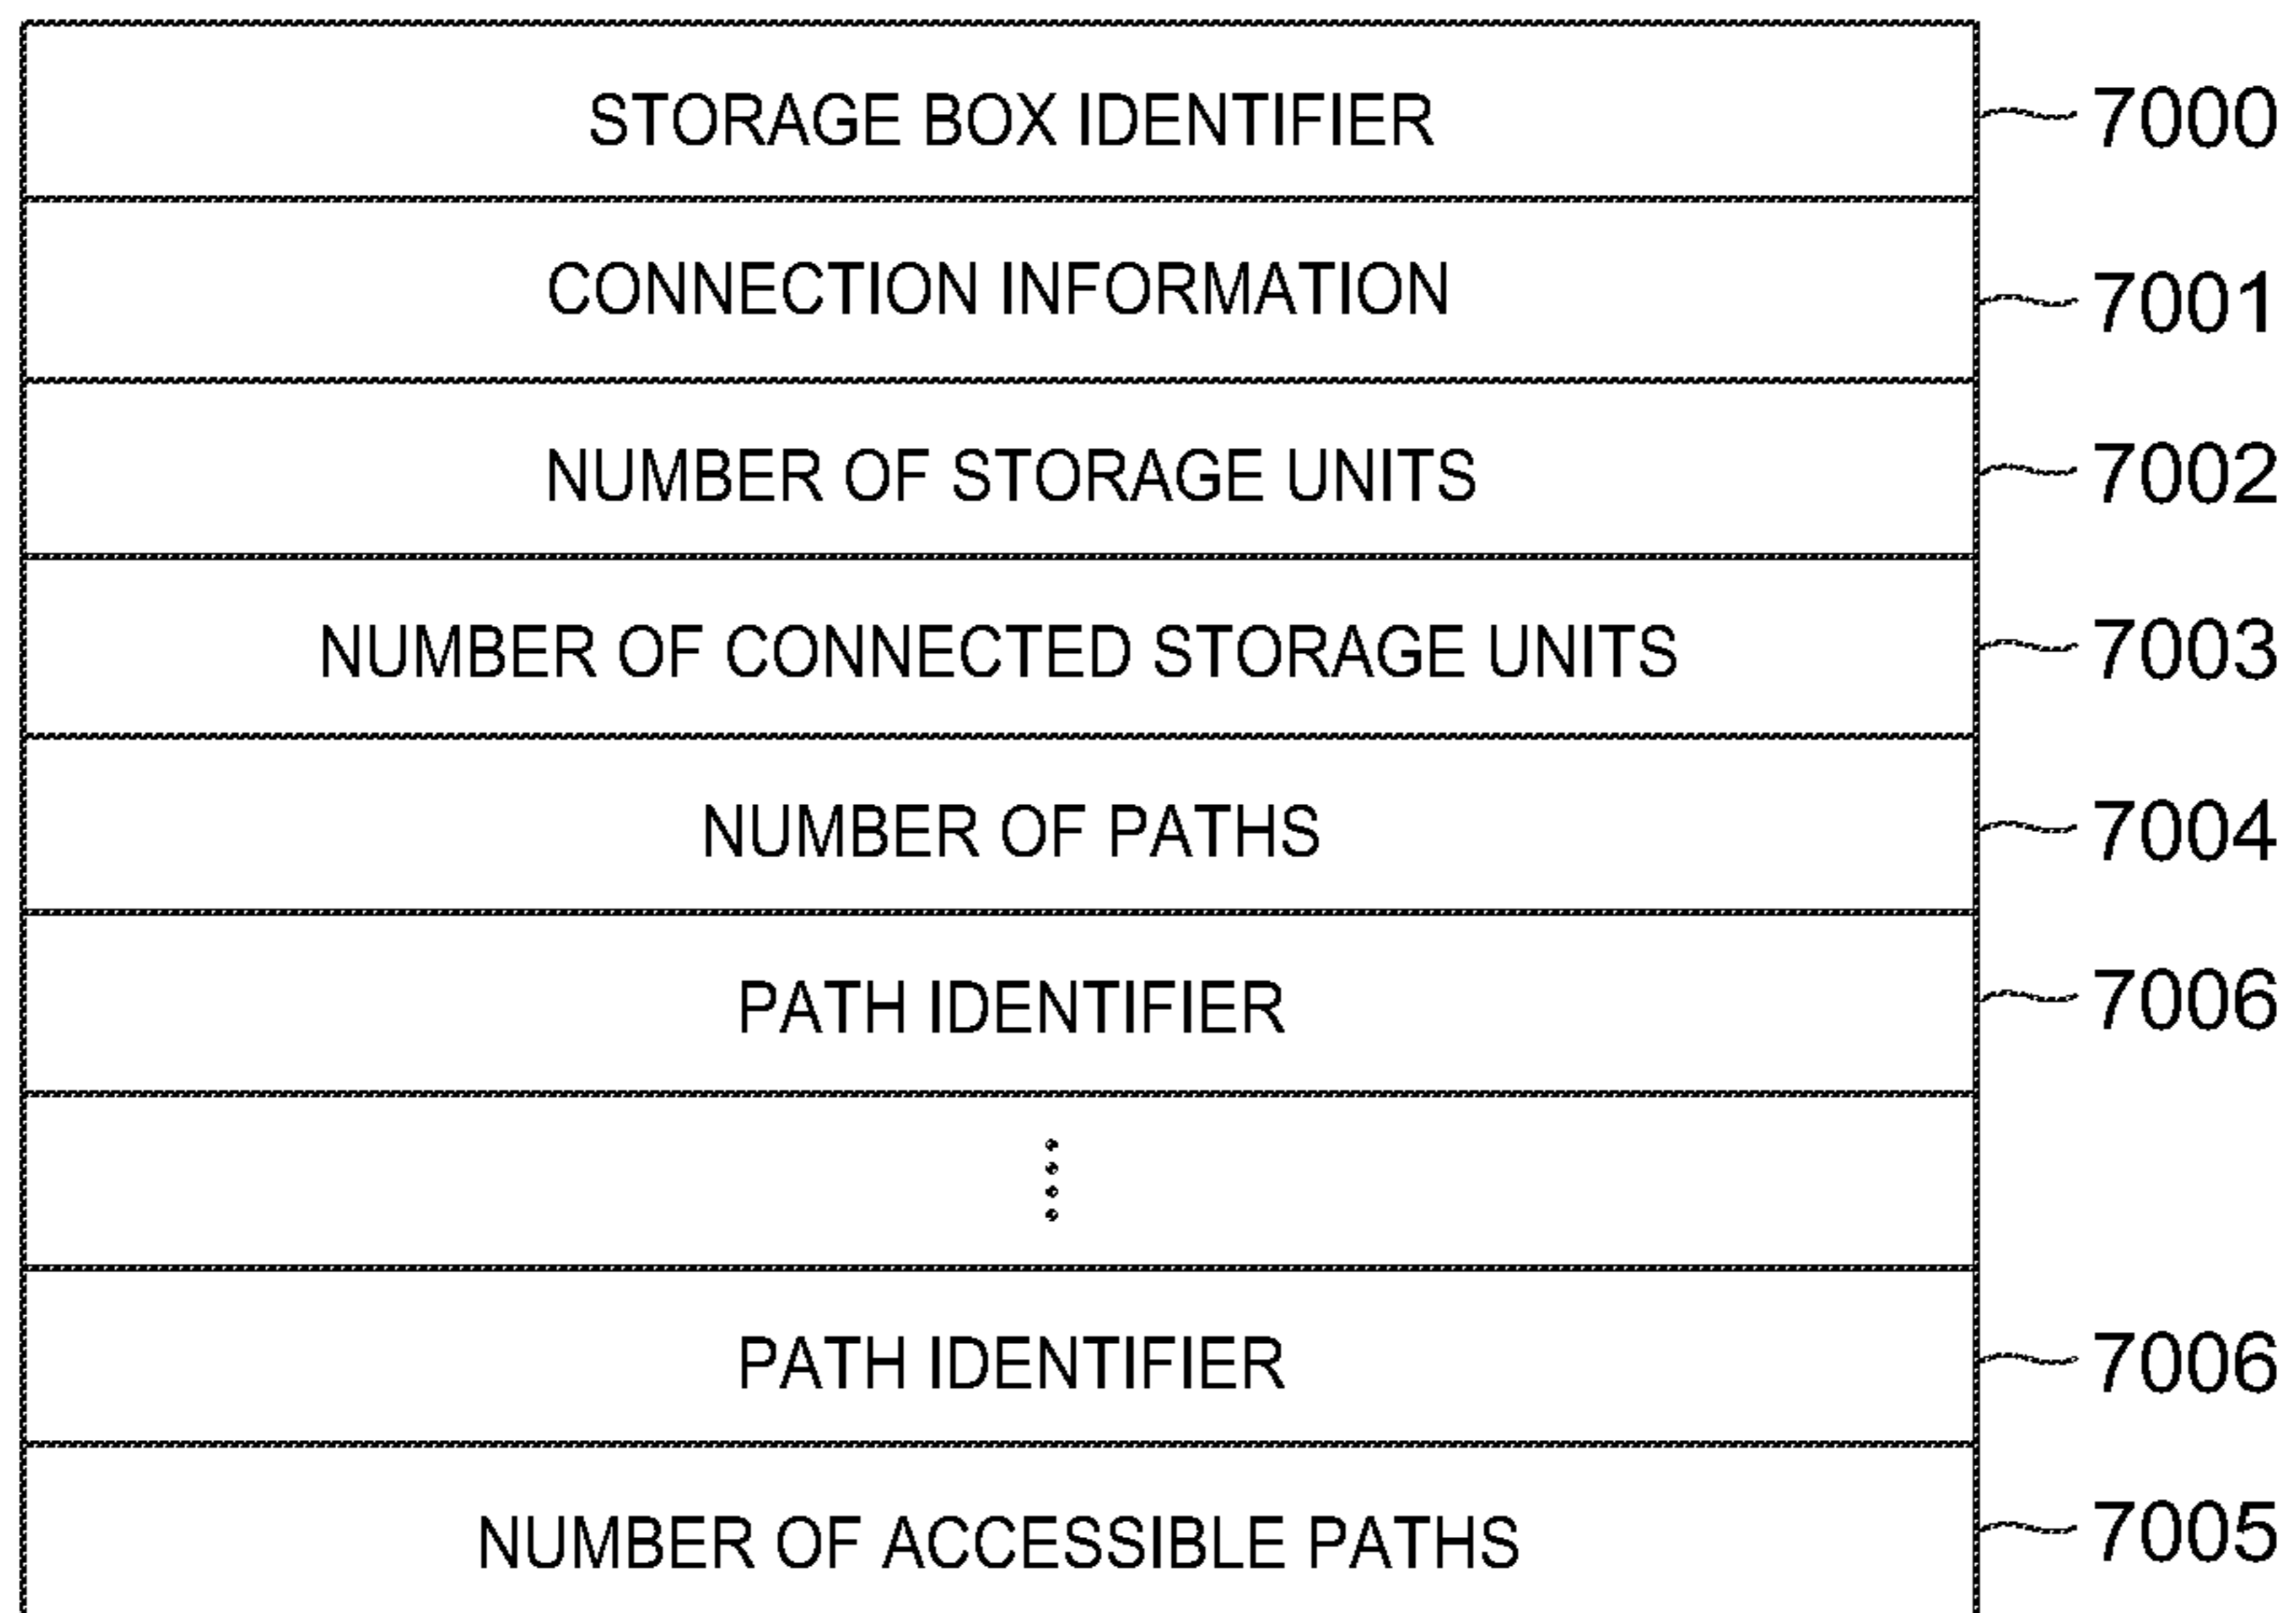 STORAGE BOX IDENTIFIER 7000
CONNECTION INFORMATION 7001
NUMBER OF STORAGE UNITS 7002
NUMBER OF CONNECTED STORAGE UNITS 7003
NUMBER OF PATHS 7004
PATH IDENTIFIER 7006
PATH IDENTIFIER 7006
NUMBER OF ACCESSIBLE PATHS 7005